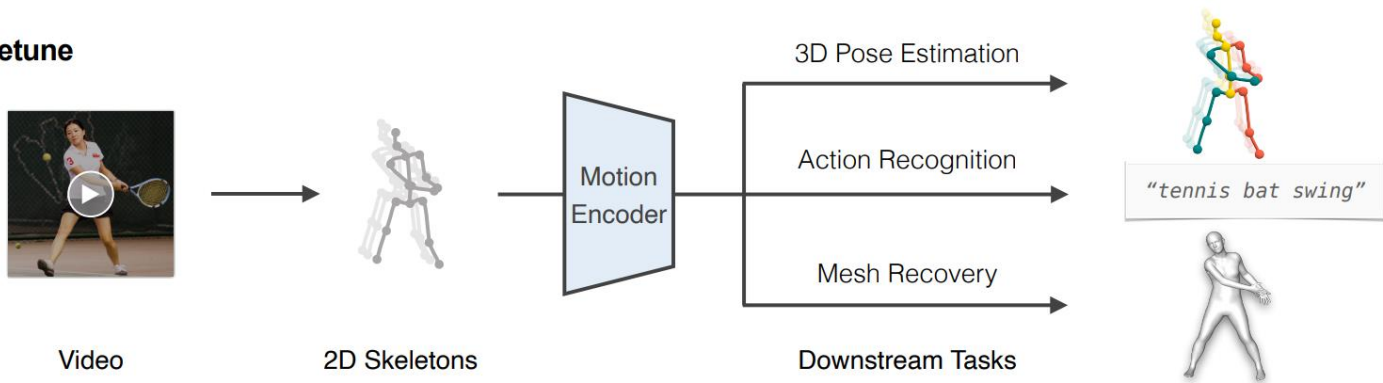 etune
3D Pose Estimation
Action Recognition
Motion
Encoder
"tennis bat swing"
Mesh Recovery
Video
2D Skeletons
Downstream Tasks